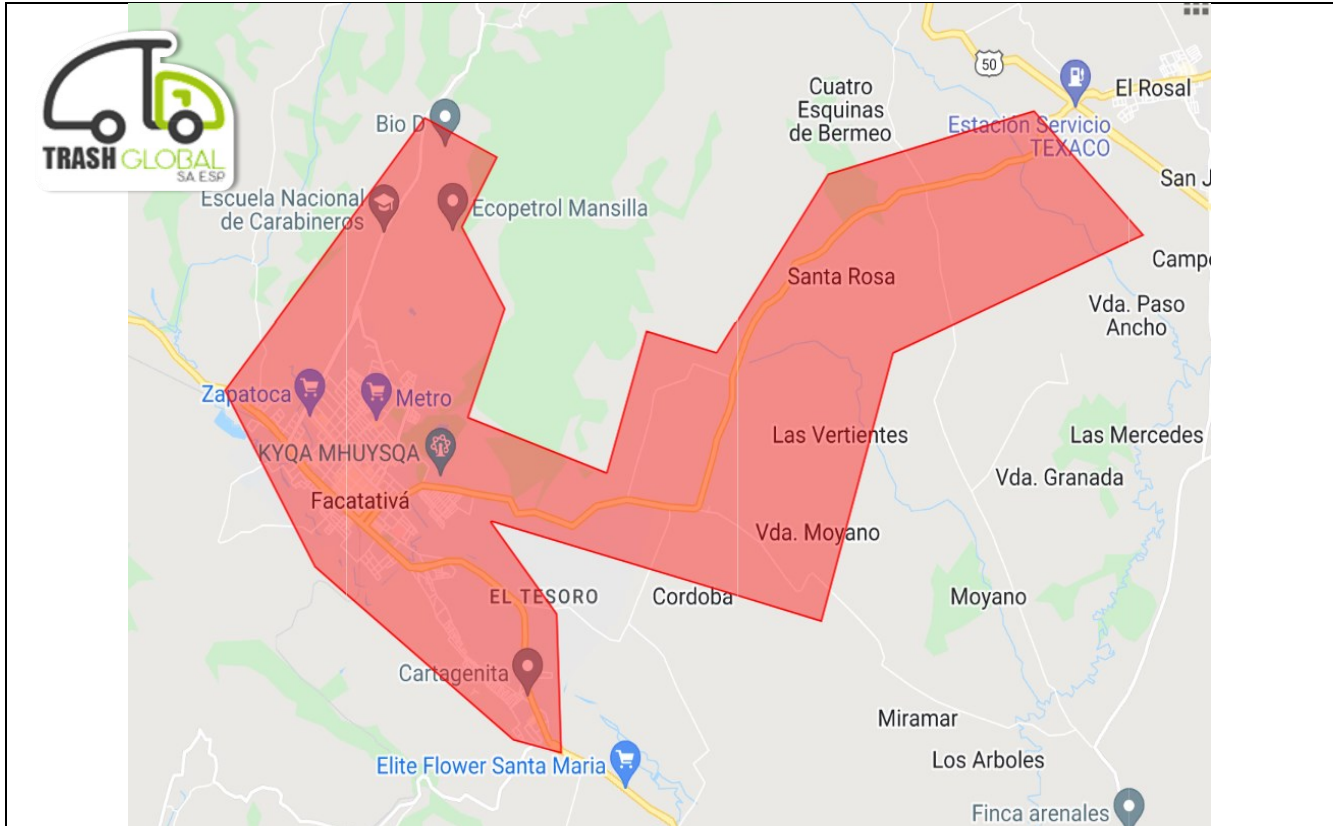 TRASH GLOBAL
SA ESP
50
El Rosal
Cuatro
Esquinas
de Bermeo
Bio D
Estación Servicio
TEXACO
San J
Escuela Nacional
de Carabineros
Ecopetrol Mansilla
Campo
Santa Rosa
Vda. Paso
Ancho
Zapatoca
Metro
Las Vertientes
Las Mercedes
KYQA MHUYSQA
Vda. Granada
Facatativá
Vda. Moyano
EL TESORO
Cordoba
Moyano
Cartagenita
Miramar
Elite Flower Santa Maria
Los Arboles
Finca arenales